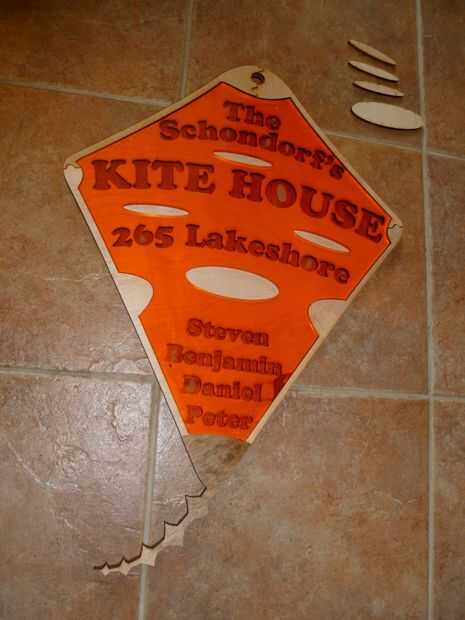 The
Schondorf's
KITE HOUSE
265 Lakeshore
Steven
Benjamin
Daniel
Peter